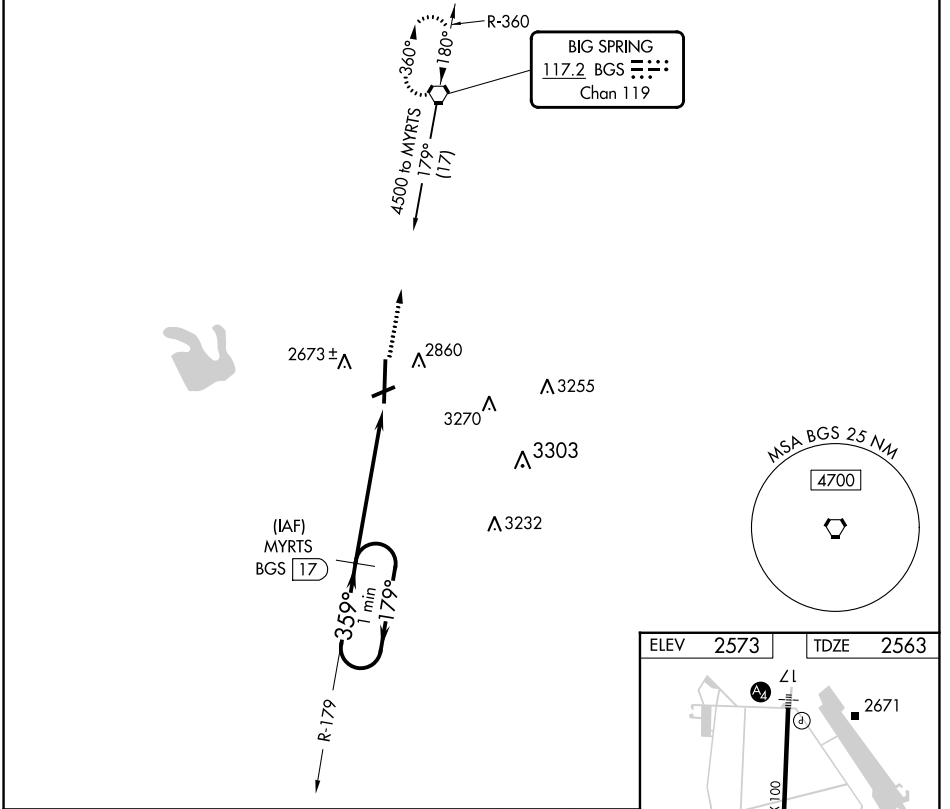 R-360
360°
180°
BIG SPRING
117.2 BGS
Chan 119
4500 to MYRTS
179°
(17)
2673 ±
2860
3255
3270
3303
3232
MSA BGS 25 NM
4700
(IAF)
MYRTS
BGS 17
359°
1 min
179°
R-179
ELEV 2573
TDZE 2563
17
A4
P
2671
X 100